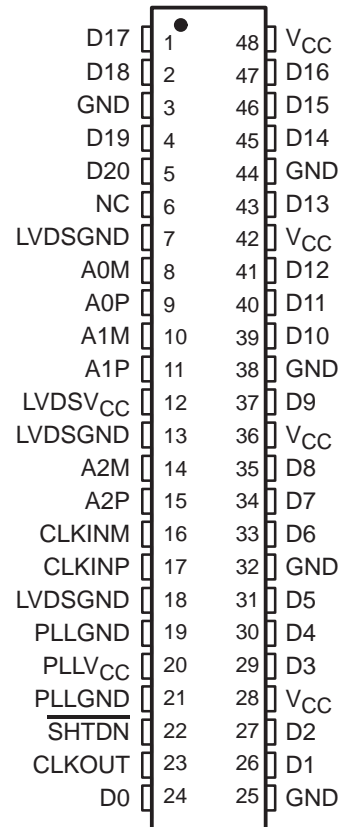 D17 1 48 VCC
D18 2 47 D16
GND 3 46 D15
D19 4 45 D14
D20 5 44 GND
NC 6 43 D13
LVDSGND 7 42 VCC
A0M 8 41 D12
A0P 9 40 D11
A1M 10 39 D10
A1P 11 38 GND
LVDSVCC 12 37 D9
LVDSGND 13 36 VCC
A2M 14 35 D8
A2P 15 34 D7
CLKINM 16 33 D6
CLKINP 17 32 GND
LVDSGND 18 31 D5
PLLGND 19 30 D4
PLLVCC 20 29 D3
PLLGND 21 28 VCC
SHTDN 22 27 D2
CLKOUT 23 26 D1
D0 24 25 GND